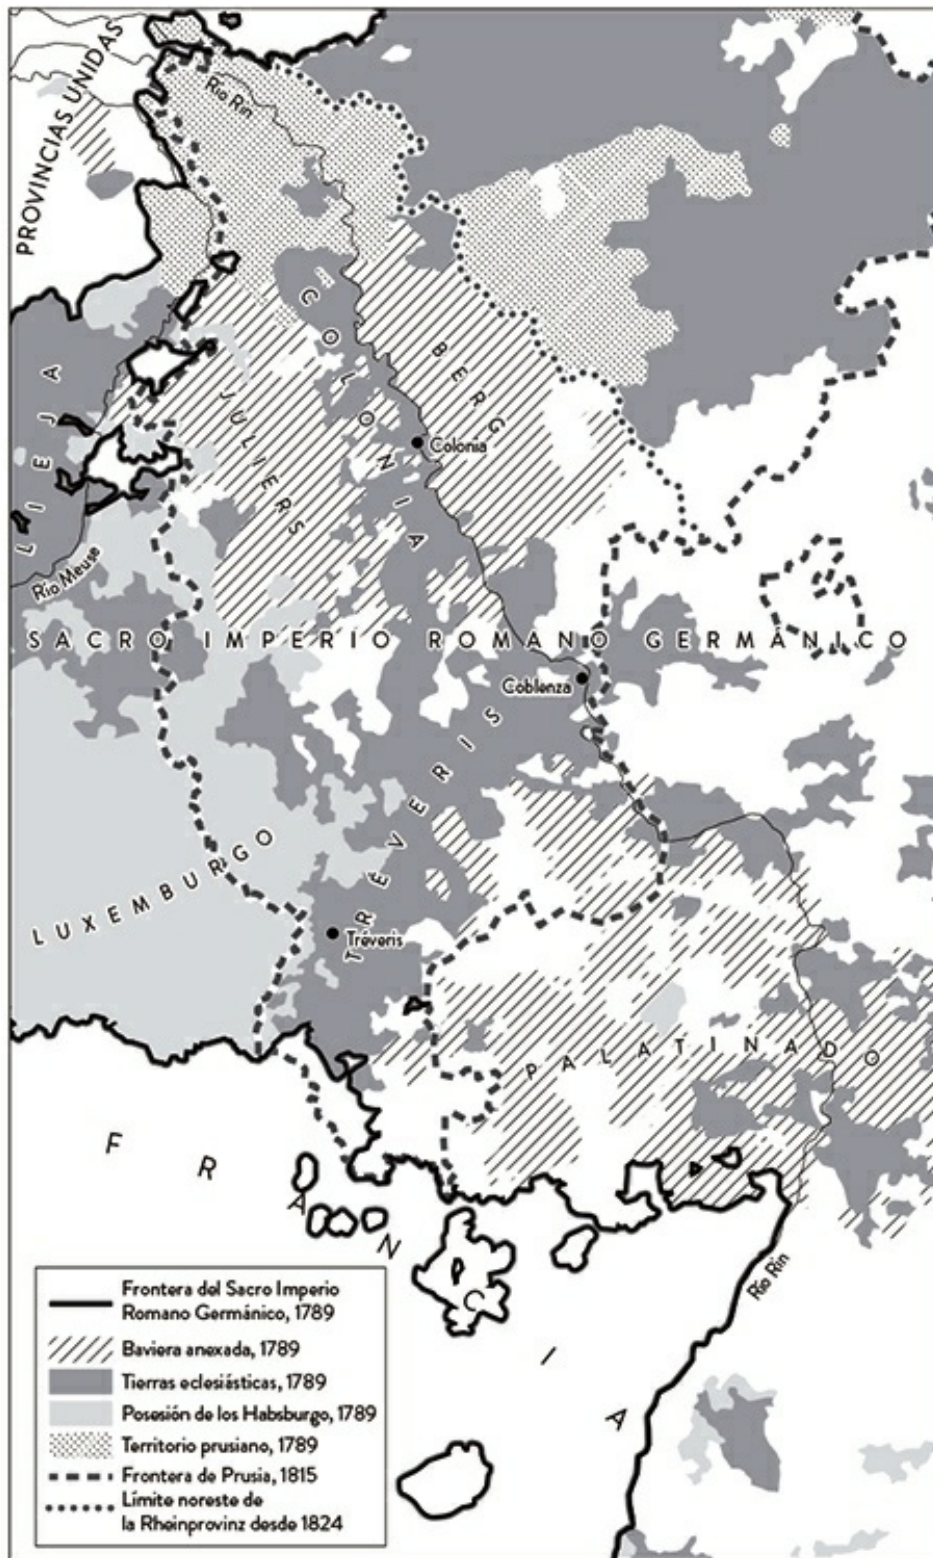 PROVINCIAS UNIDAS
Río Rin
LIEJA
COLONIA
BERG
JULIERS
Colonia
Río Meuse
SACRO IMPERIO ROMANO GERMÁNICO
Coblenza
TRÉVERIS
LUXEMBURGO
Tréveris
PALATINADO
FRANCIA
Río Rin
Frontera del Sacro Imperio
Romano Germánico, 1789
Baviera anexada, 1789
Tierras eclesiásticas, 1789
Posesión de los Habsburgo, 1789
Territorio prusiano, 1789
Frontera de Prusia, 1815
Límite noreste de
la Rheinprovinz desde 1824